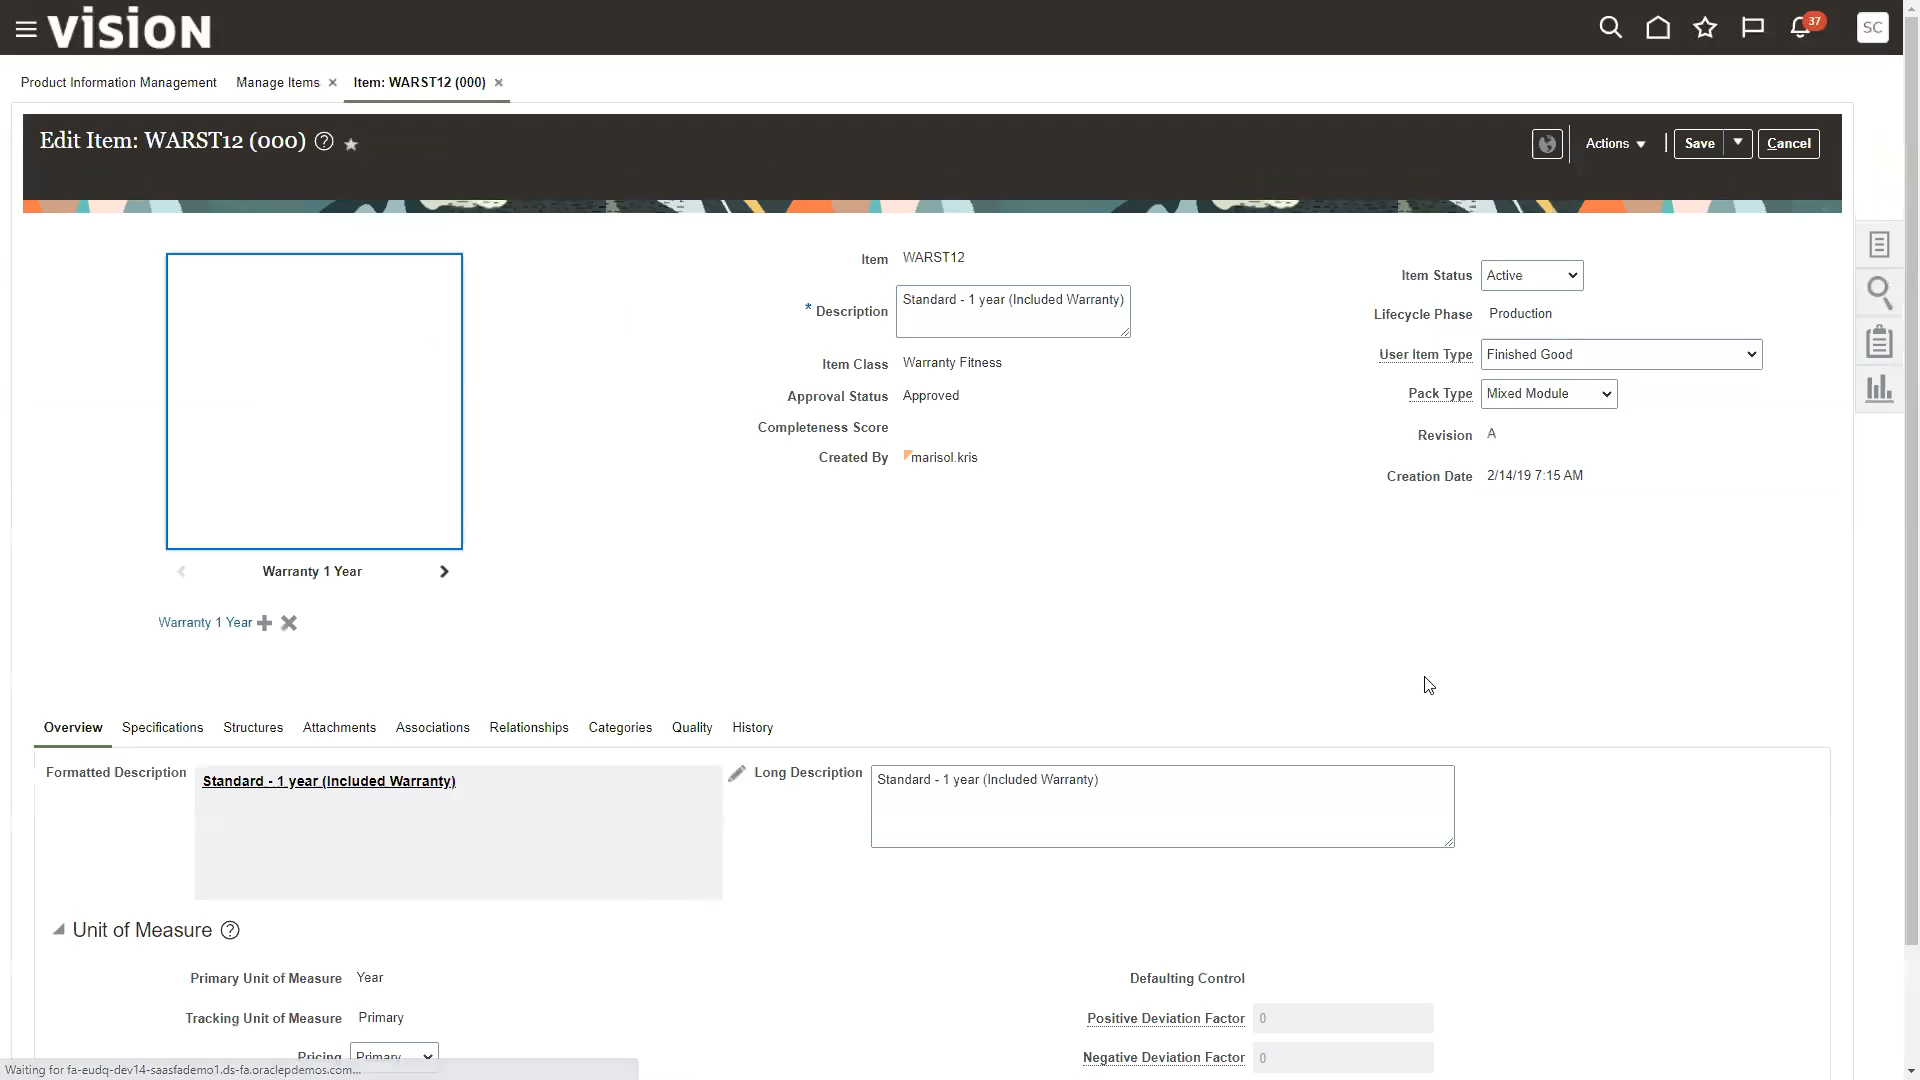 VISION
37
SC
Product Information Management
Manage Items
Item: WARST12 (000)
Edit Item: WARST12 (000)
Actions
Save
Cancel
Item WARST12
* Description Standard - 1 year (Included Warranty)
Item Class Warranty Fitness
Approval Status Approved
Completeness Score
Created By marisol.kris
Item Status Active
Lifecycle Phase Production
User Item Type Finished Good
Pack Type Mixed Module
Revision A
Creation Date 2/14/19 7:15 AM
Warranty 1 Year
Warranty 1 Year
Overview Specifications Structures Attachments Associations Relationships Categories Quality History
Formatted Description Standard - 1 year (Included Warranty)
Long Description Standard - 1 year (Included Warranty)
Unit of Measure
Primary Unit of Measure Year
Tracking Unit of Measure Primary
Pricing Primary
Defaulting Control
Positive Deviation Factor 0
Negative Deviation Factor 0
Waiting for fa-eudq-dev14-saasfademo1.ds-fa.oraclepdemos.com...